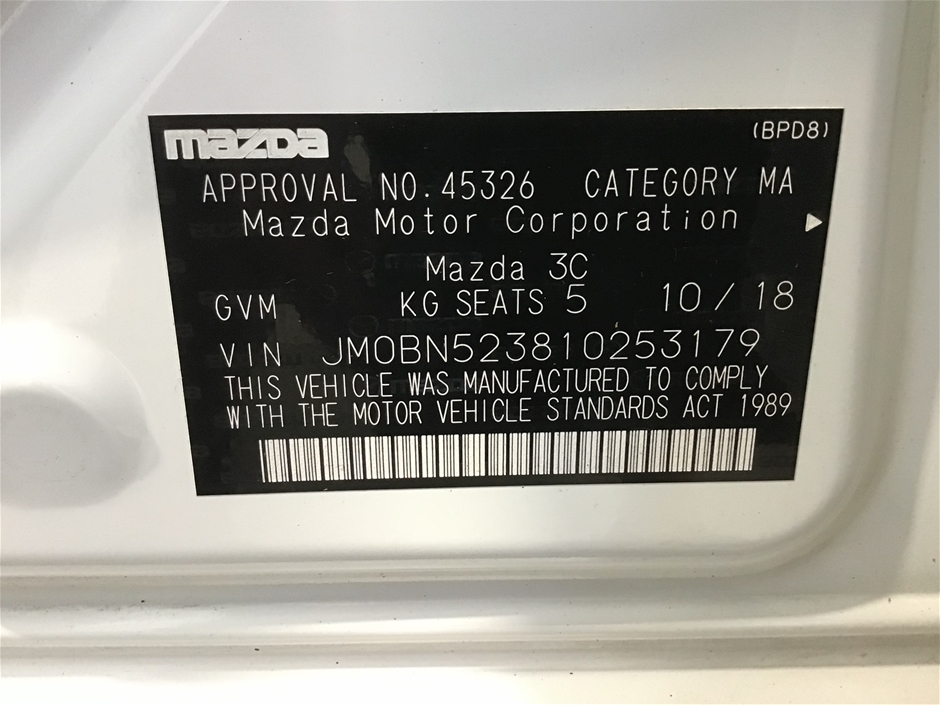 mazda (BPD8)
APPROVAL NO. 45326 CATEGORY MA
Mazda Motor Corporation
Mazda 3C
GVM KG SEATS 5 10/18
VIN JM0BN523810253179
THIS VEHICLE WAS MANUFACTURED TO COMPLY
WITH THE MOTOR VEHICLE STANDARDS ACT 1989